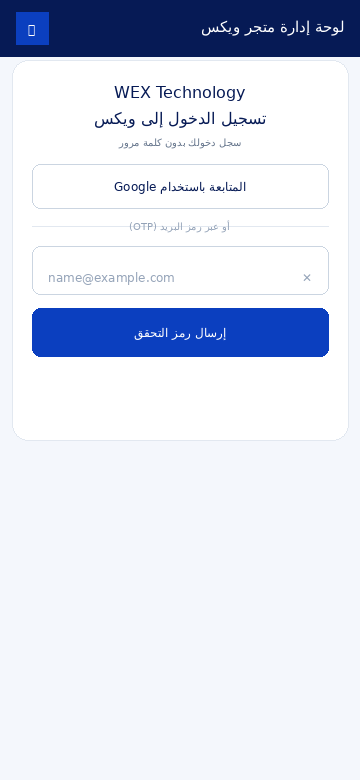 لوحة إدارة متجر ويكس
WEX Technology
تسجيل الدخول إلى ويكس
سجل دخولك بدون كلمة مرور
المتابعة باستخدام Google
أو عبر رمز البريد (OTP)
name@example.com ×
إرسال رمز التحقق